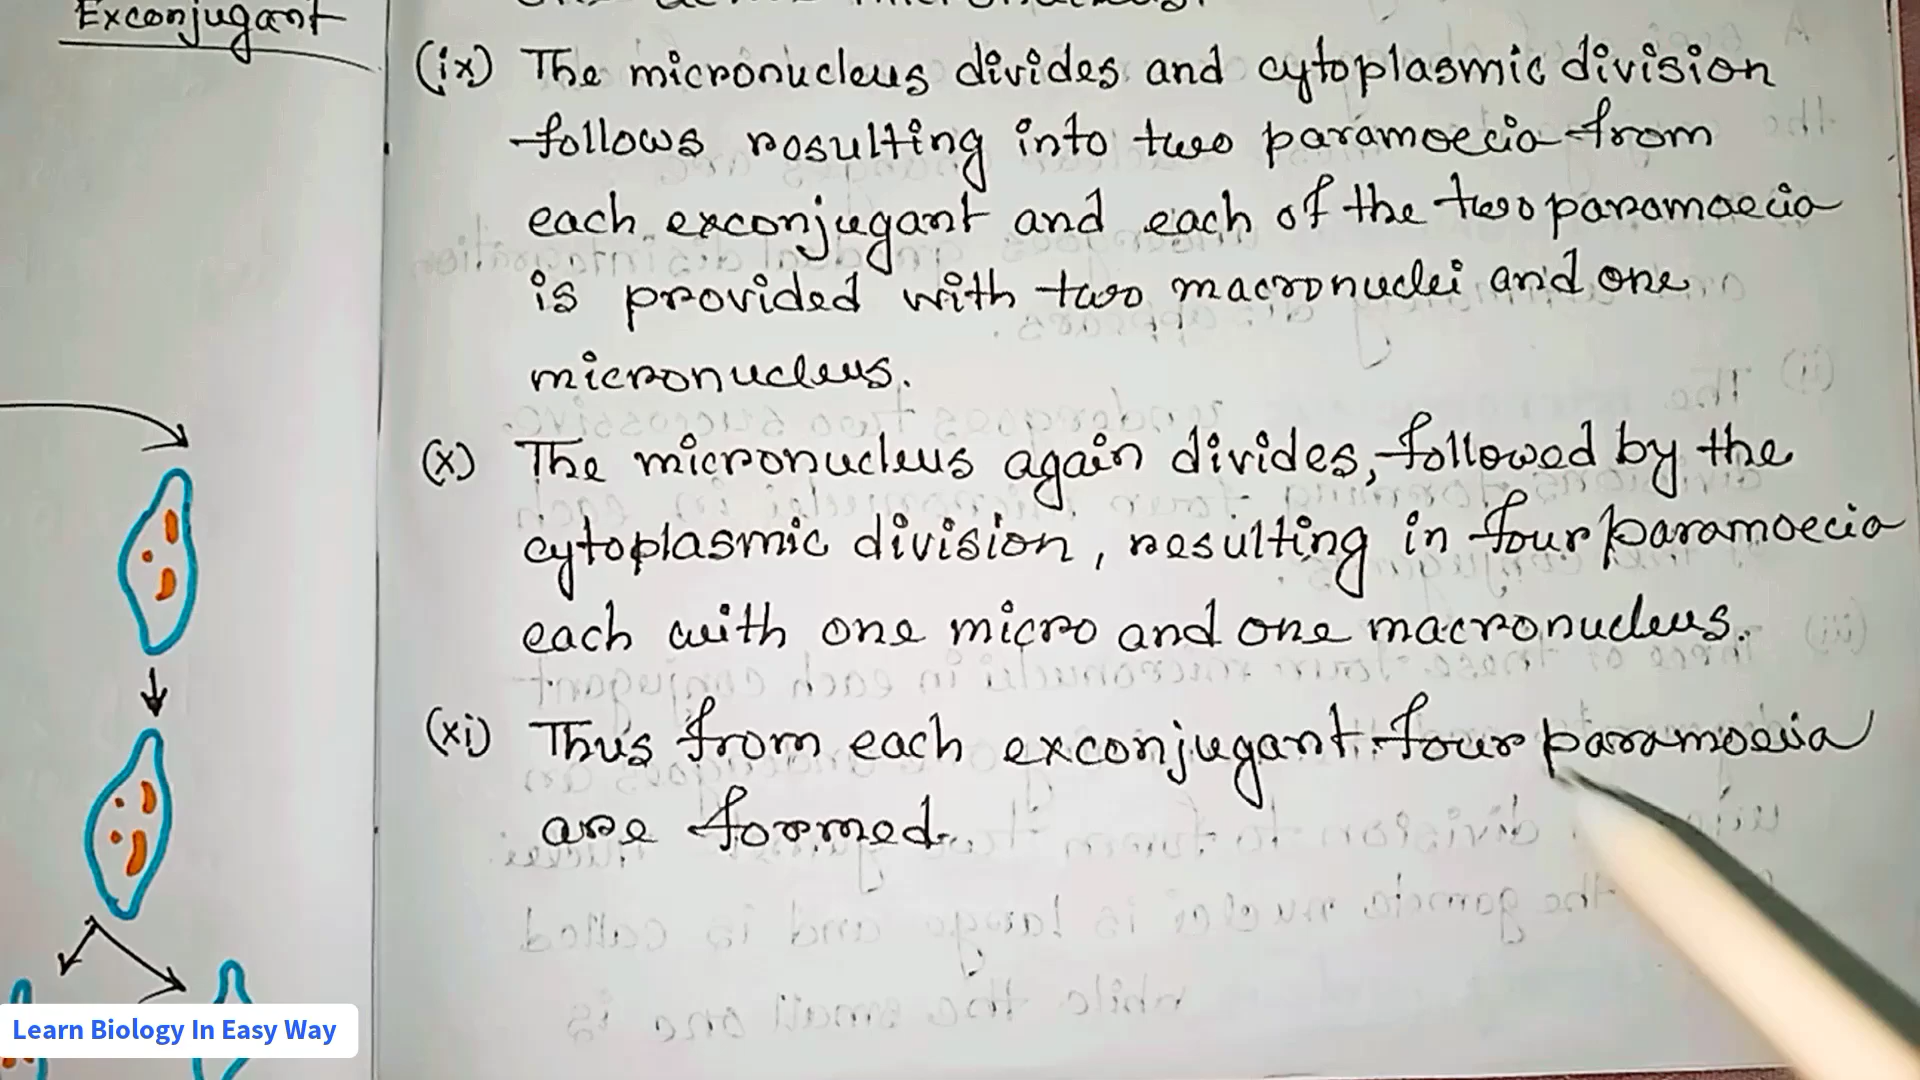 Exconjugant
(ix) The micronucleus divides and cytoplasmic division
follows resulting into two paramoecia from
each exconjugant and each of the two paramoecia
is provided with two macronuclei and one
micronucleus.
(x) The micronucleus again divides, followed by the
cytoplasmic division, resulting in four paramoecia
each with one micro and one macronucleus.
(xi) Thus from each exconjugant four paramoecia
are formed.
Learn Biology In Easy Way